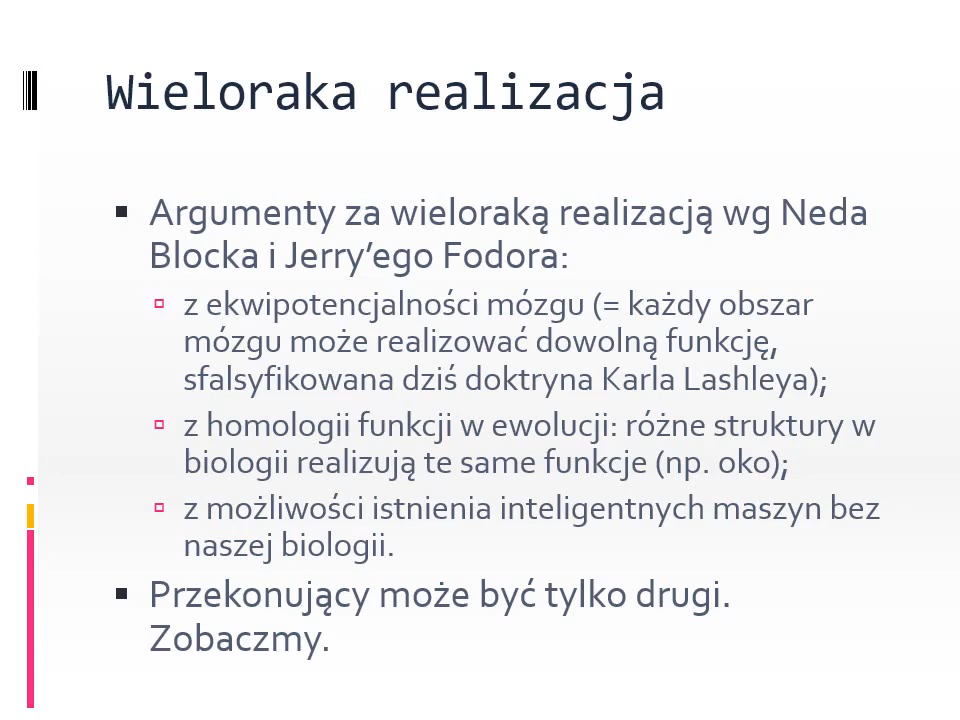 Wieloraka realizacja
▪ Argumenty za wieloraką realizacją wg Neda
Blocka i Jerry’ego Fodora:
▫ z ekwipotencjalności mózgu (= każdy obszar
mózgu może realizować dowolną funkcję,
sfalsyfikowana dziś doktryna Karla Lashleya);
▫ z homologii funkcji w ewolucji: różne struktury w
biologii realizują te same funkcje (np. oko);
▫ z możliwości istnienia inteligentnych maszyn bez
naszej biologii.
▪ Przekonujący może być tylko drugi.
Zobaczmy.